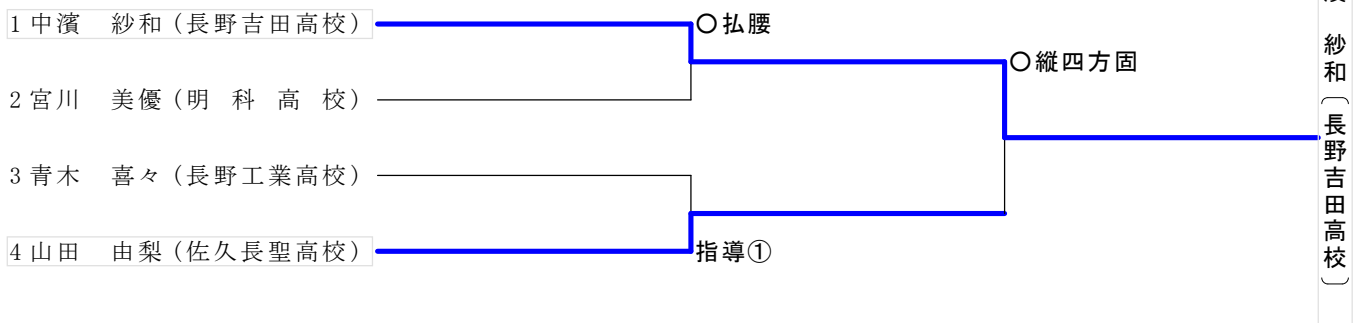 1 中濱　紗和 (長野吉田高校)
〇払腰
2 宮川　美優 (明 科 高 校)
〇縦四方固
3 青木　喜々 (長野工業高校)
4 山田　由梨 (佐久長聖高校)
指導①
紗和〔長野吉田高校〕